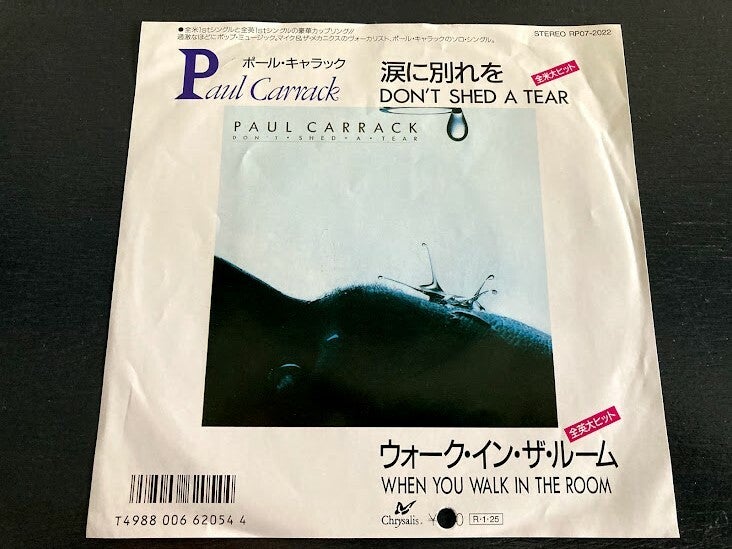 ●全米1stシングルと全英1stシングルの豪華カップリング!!
過激なほどにポップ・ミュージック。マイク&ザ・メカニクスのヴォーカリスト、ポール・キャラックのソロ・シングル。
STEREO RP07-2022
ポール・キャラック
Paul Carrack
涙に別れを
全米大ヒット
DON'T SHED A TEAR
PAUL CARRACK
DON'T・SHED・A・TEAR
全英大ヒット
ウォーク・イン・ザ・ルーム
WHEN YOU WALK IN THE ROOM
T4988 006 62054 4
Chrysalis. ¥ 0 R・1・25